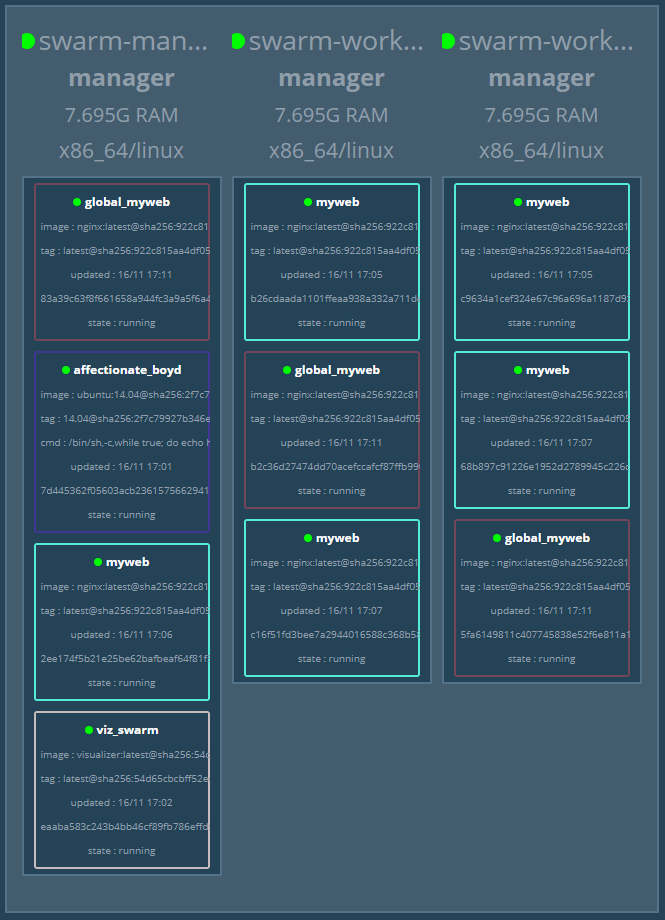 swarm-man...
manager
7.695G RAM
x86_64/linux
global_myweb
image : nginx:latest@sha256:922c81
tag : latest@sha256:922c815aa4df05
updated : 16/11 17:11
83a39c63f8f661658a944fc3a9a5f6a4
state : running
affectionate_boyd
image : ubuntu:14.04@sha256:2f7c7
tag : 14.04@sha256:2f7c79927b346e
cmd : /bin/sh,-c,while true; do echo h
updated : 16/11 17:01
7d445362f05603acb2361575662941
state : running
myweb
image : nginx:latest@sha256:922c81
tag : latest@sha256:922c815aa4df05
updated : 16/11 17:06
2ee174f5b21e25be62bafbeaf64f81f
state : running
viz_swarm
image : visualizer:latest@sha256:54d
tag : latest@sha256:54d65cbcbff52e
updated : 16/11 17:02
eaaba583c243b4bb46cf89fb786effd
state : running
swarm-work...
manager
7.695G RAM
x86_64/linux
myweb
image : nginx:latest@sha256:922c81
tag : latest@sha256:922c815aa4df05
updated : 16/11 17:05
b26cdaada1101ffeaa938a332a711d
state : running
global_myweb
image : nginx:latest@sha256:922c81
tag : latest@sha256:922c815aa4df05
updated : 16/11 17:11
b2c36d27474dd70acefccafcf87ffb99
state : running
myweb
image : nginx:latest@sha256:922c81
tag : latest@sha256:922c815aa4df05
updated : 16/11 17:07
c16f51fd3bee7a2944016588c368b5
state : running
swarm-work...
manager
7.695G RAM
x86_64/linux
myweb
image : nginx:latest@sha256:922c81
tag : latest@sha256:922c815aa4df05
updated : 16/11 17:05
c9634a1cef324e67c96a696a1187d9
state : running
myweb
image : nginx:latest@sha256:922c81
tag : latest@sha256:922c815aa4df05
updated : 16/11 17:07
68b897c91226e1952d2789945c226
state : running
global_myweb
image : nginx:latest@sha256:922c81
tag : latest@sha256:922c815aa4df05
updated : 16/11 17:11
5fa6149811c407745838e52f6e811a1
state : running